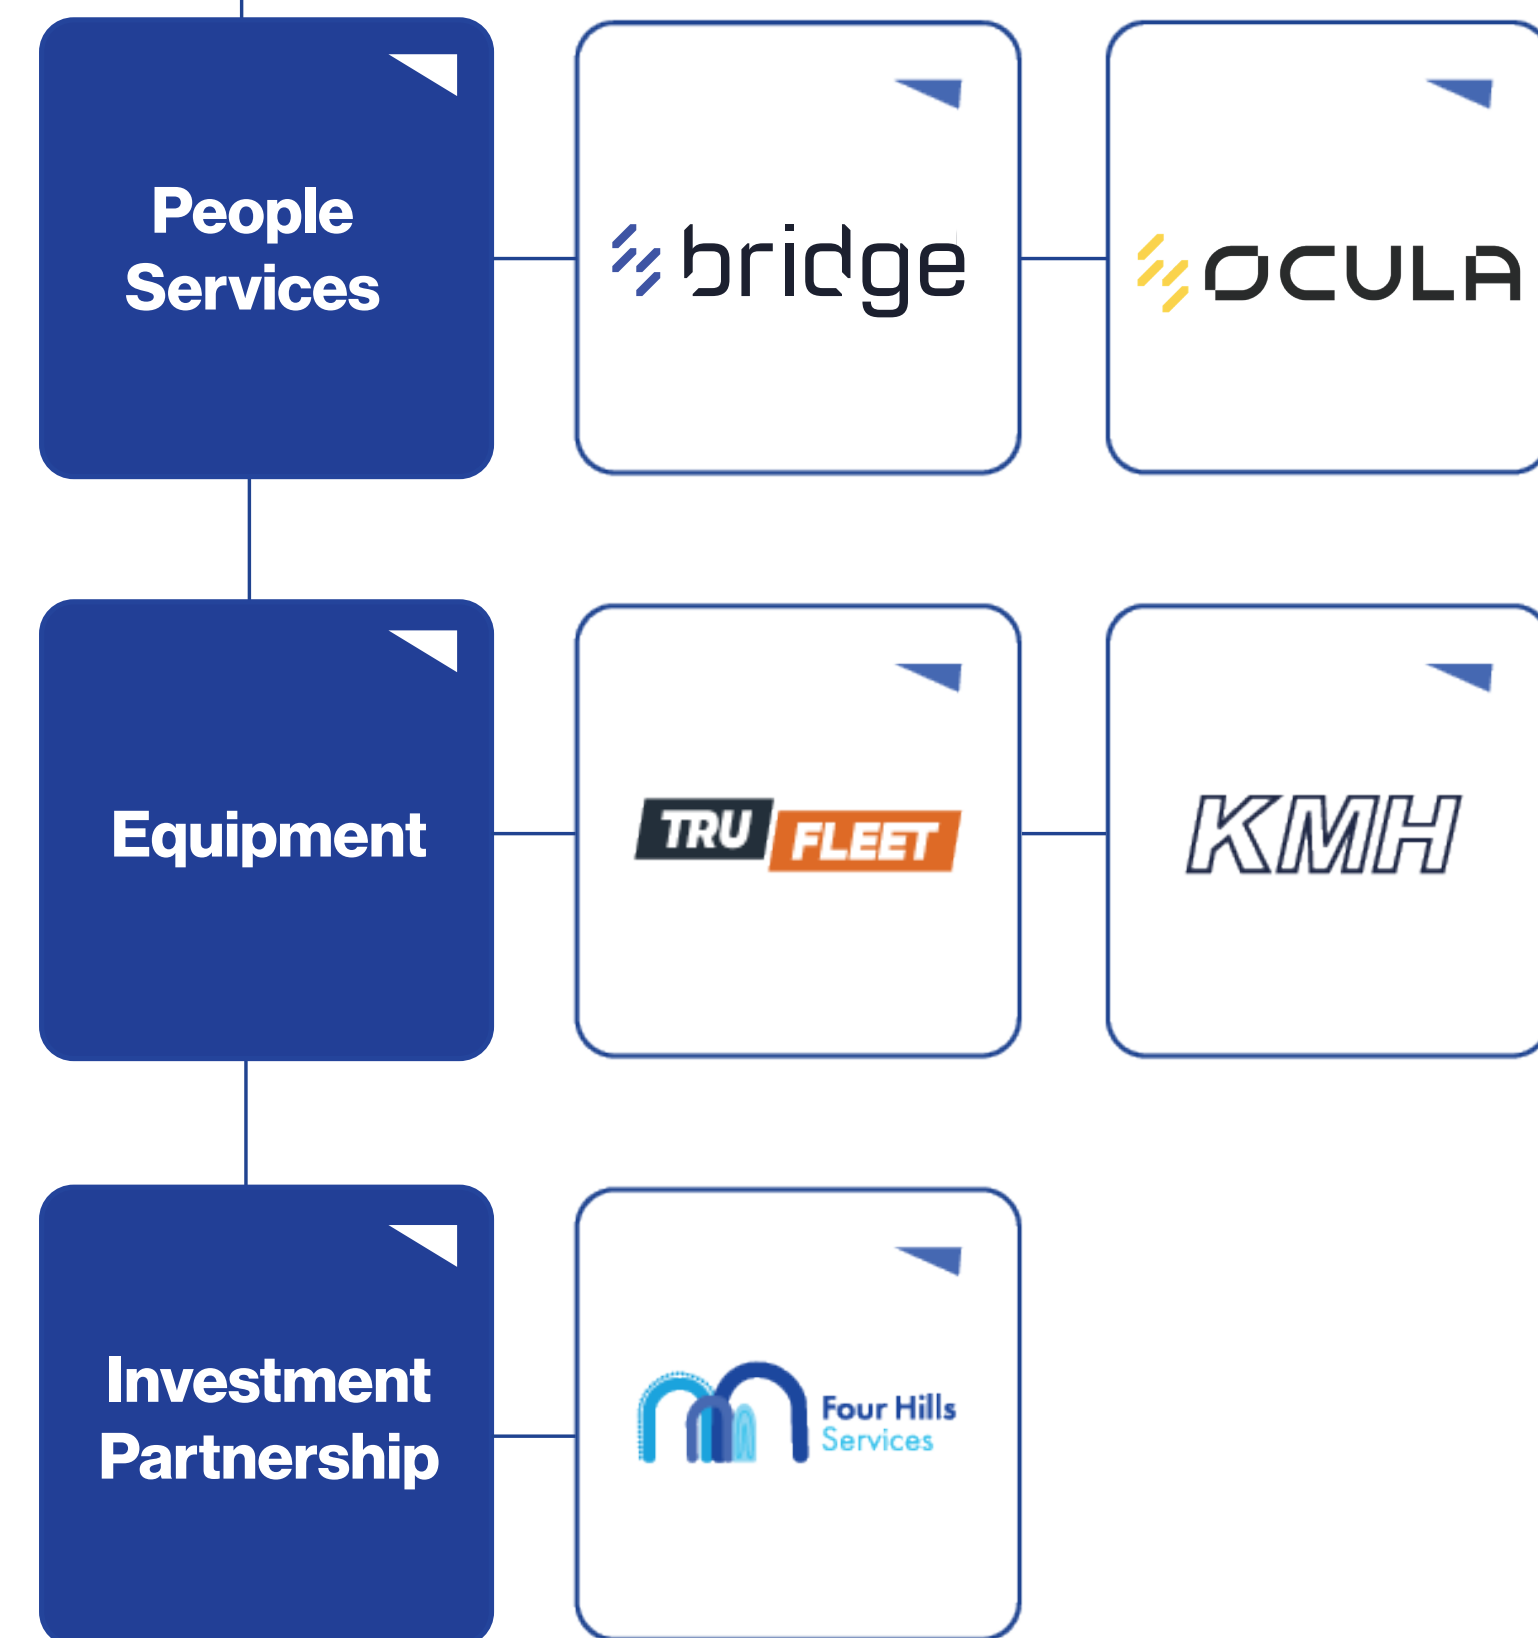 People
Services
bridge
OCULA
Equipment
TRU FLEET
KMH
Investment
Partnership
Four Hills
Services